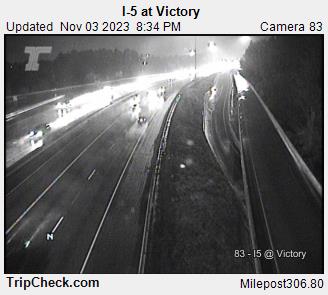 I-5 at Victory
Updated Nov 03 2023 8:34 PM Camera 83
T
N
83 - I5 @ Victory
TripCheck.com Milepost306.80